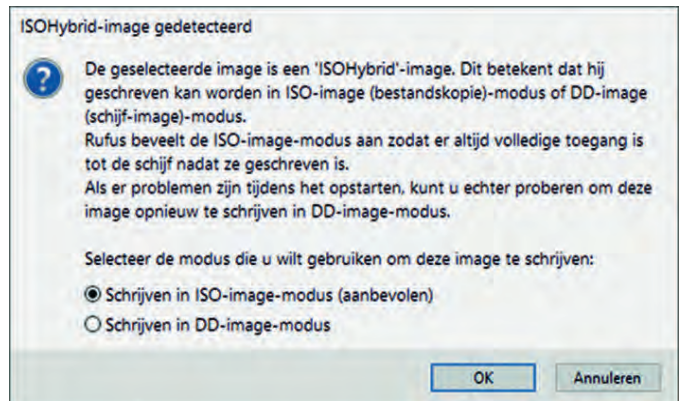 ISOHybrid-image gedetecteerd
De geselecteerde image is een 'ISOHybrid'-image. Dit betekent dat hij
geschreven kan worden in ISO-image (bestandskopie)-modus of DD-image
(schijf-image)-modus.
Rufus beveelt de ISO-image-modus aan zodat er altijd volledige toegang is
tot de schijf nadat ze geschreven is.
Als er problemen zijn tijdens het opstarten, kunt u echter proberen om deze
image opnieuw te schrijven in DD-image-modus.
Selecteer de modus die u wilt gebruiken om deze image te schrijven:
Schrijven in ISO-image-modus (aanbevolen)
Schrijven in DD-image-modus
OK Annuleren